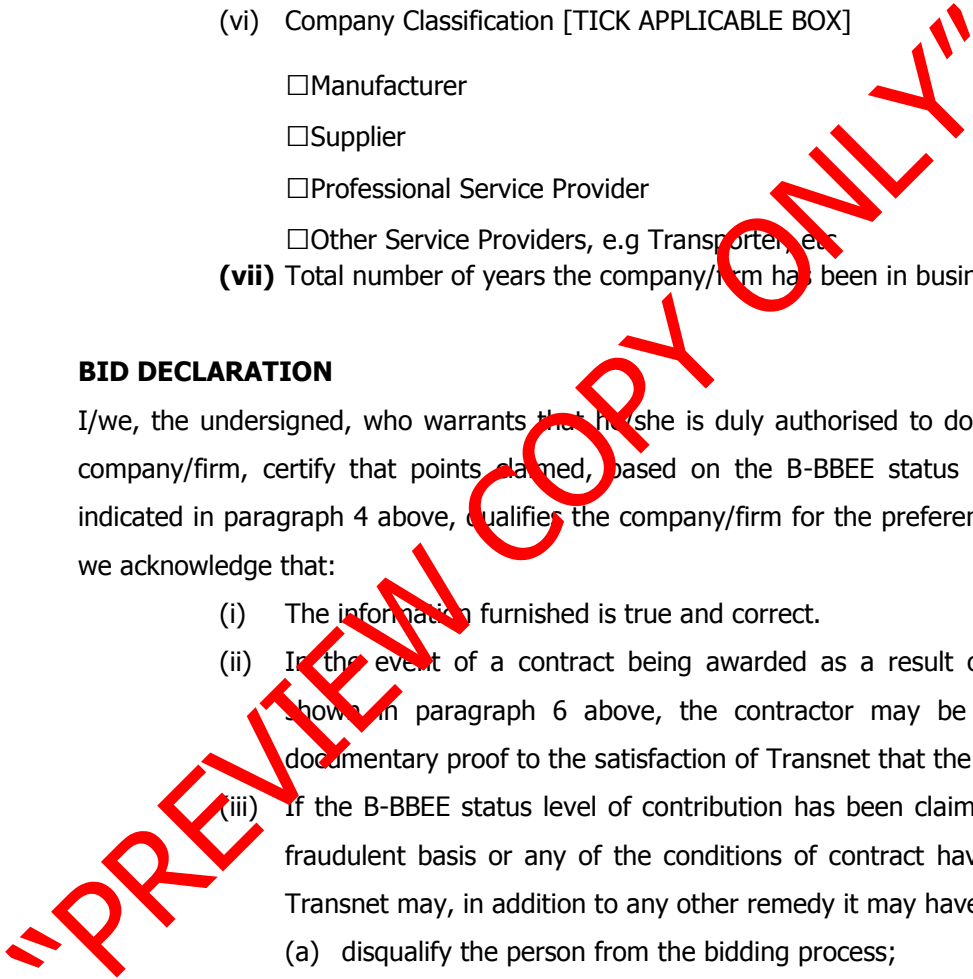 (vi) Company Classification [TICK APPLICABLE BOX]
☐Manufacturer
☐Supplier
☐Professional Service Provider
☐Other Service Providers, e.g Transporter, etc
(vii) Total number of years the company/firm has been in busin
BID DECLARATION
I/we, the undersigned, who warrants that he/she is duly authorised to do
company/firm, certify that points claimed, based on the B-BBEE status
indicated in paragraph 4 above, qualifies the company/firm for the preferen
we acknowledge that:
(i) The information furnished is true and correct.
(ii) In the event of a contract being awarded as a result
shown in paragraph 6 above, the contractor may be
documentary proof to the satisfaction of Transnet that the
(iii) If the B-BBEE status level of contribution has been claim
fraudulent basis or any of the conditions of contract hav
Transnet may, in addition to any other remedy it may have
(a) disqualify the person from the bidding process;
"PREVIEW COPY ONLY"